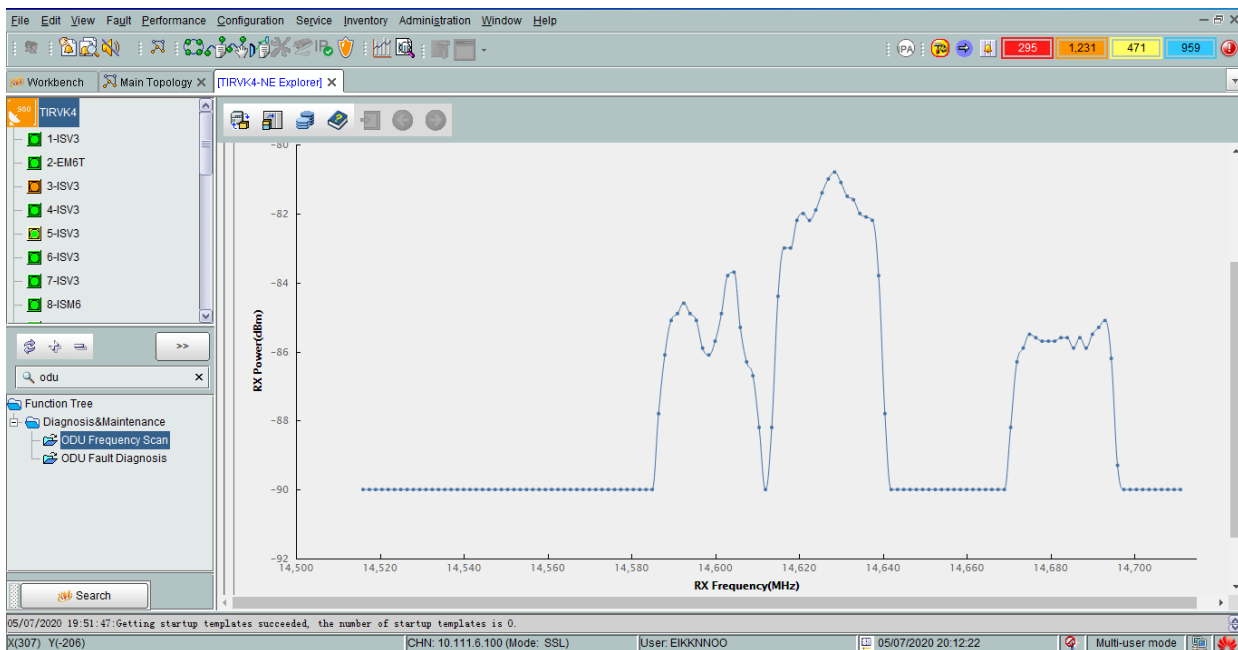 File Edit View Fault Performance Configuration Service Inventory Administration Window Help
PA 295 1,231 471 959
Workbench Main Topology [TIRVK4-NE Explorer]
980 TIRVK4
1-ISV3
2-EM6T
3-ISV3
4-ISV3
5-ISV3
6-ISV3
7-ISV3
8-ISM6
>>
odu
Function Tree
Diagnosis&Maintenance
ODU Frequency Scan
ODU Fault Diagnosis
Search
RX Power(dBm)
-80
-82
-84
-86
-88
-90
-92
14,500 14,520 14,540 14,560 14,580 14,600 14,620 14,640 14,660 14,680 14,700
RX Frequency(MHz)
05/07/2020 19:51:47:Getting startup templates succeeded, the number of startup templates is 0.
X(307) Y(-206) CHN: 10.111.6.100 (Mode: SSL) User: EIKKNNOO 05/07/2020 20:12:22 Multi-user mode